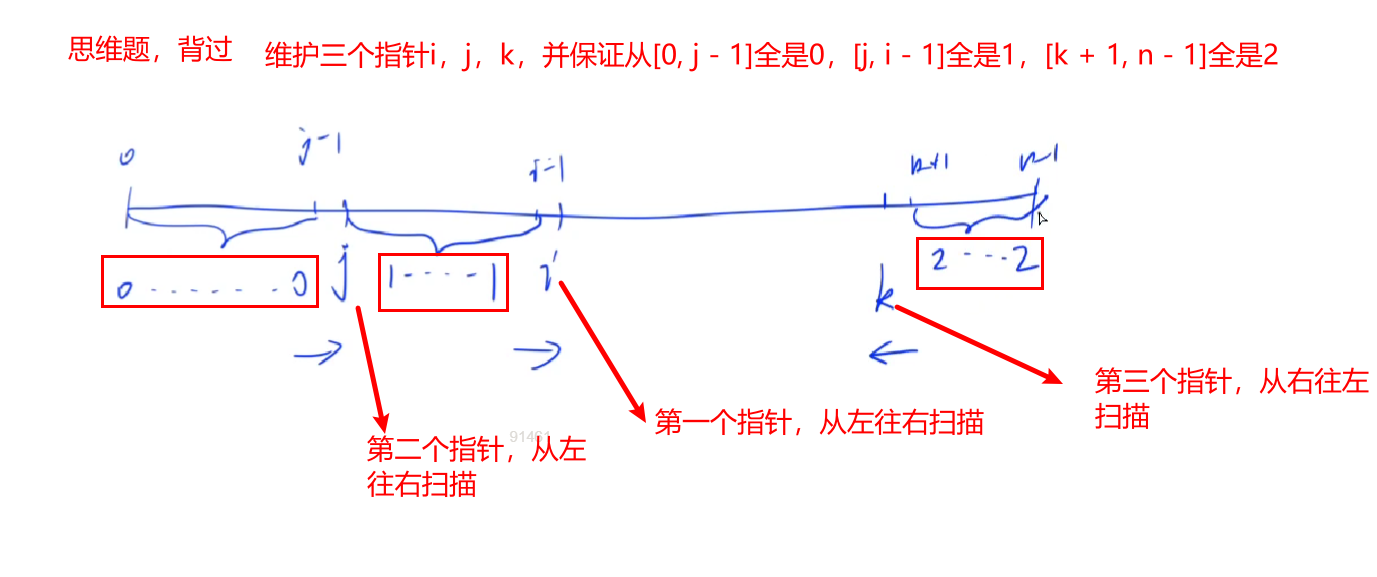 思维题，背过
维护三个指针i，j，k，并保证从[0, j - 1]全是0，[j, i - 1]全是1，[k + 1, n - 1]全是2
0
j-1
i-1
k+1
n-1
0 ······· 0
j
1 ---- 1
i
k
2 ---- 2
第二个指针，从左
往右扫描
91461
第一个指针，从左往右扫描
第三个指针，从右往左
扫描